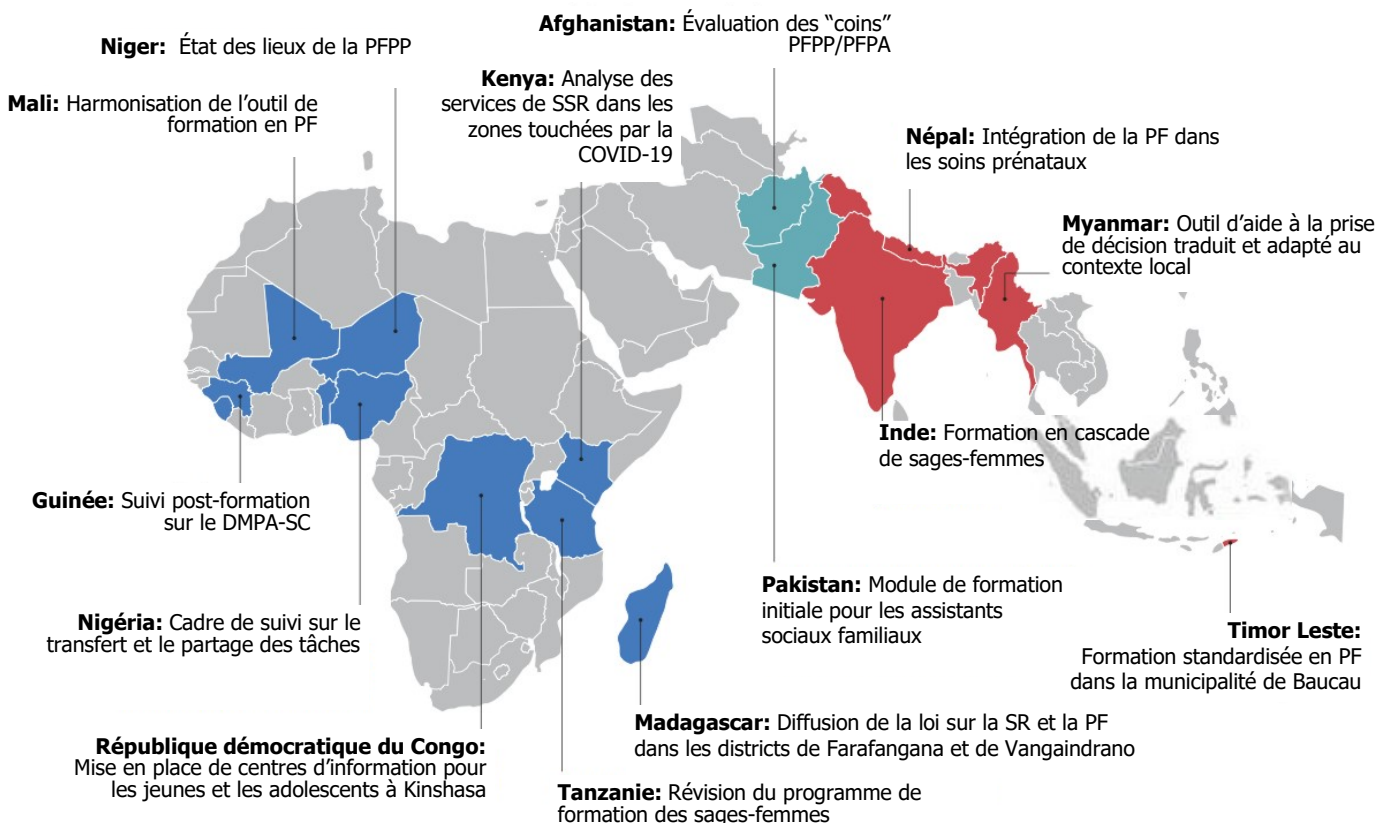 Afghanistan: Évaluation des “coins”
PFPP/PFPA
Niger: État des lieux de la PFPP
Kenya: Analyse des
services de SSR dans les
zones touchées par la
COVID-19
Mali: Harmonisation de l’outil de
formation en PF
Népal: Intégration de la PF dans
les soins prénataux
Myanmar: Outil d’aide à la prise
de décision traduit et adapté au
contexte local
Inde: Formation en cascade
de sages-femmes
Guinée: Suivi post-formation
sur le DMPA-SC
Pakistan: Module de formation
initiale pour les assistants
sociaux familiaux
Nigéria: Cadre de suivi sur le
transfert et le partage des tâches
Timor Leste:
Formation standardisée en PF
dans la municipalité de Baucau
Madagascar: Diffusion de la loi sur la SR et la PF
dans les districts de Farafangana et de Vangaindrano
République démocratique du Congo:
Mise en place de centres d’information pour
les jeunes et les adolescents à Kinshasa
Tanzanie: Révision du programme de
formation des sages-femmes